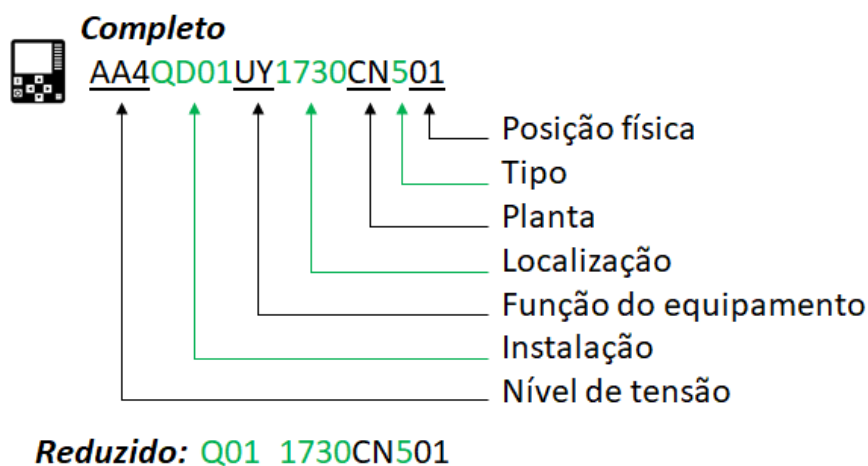 Completo
AA4QD01UY1730CN501
Posição física
Tipo
Planta
Localização
Função do equipamento
Instalação
Nível de tensão
Reduzido: Q01 1730CN501